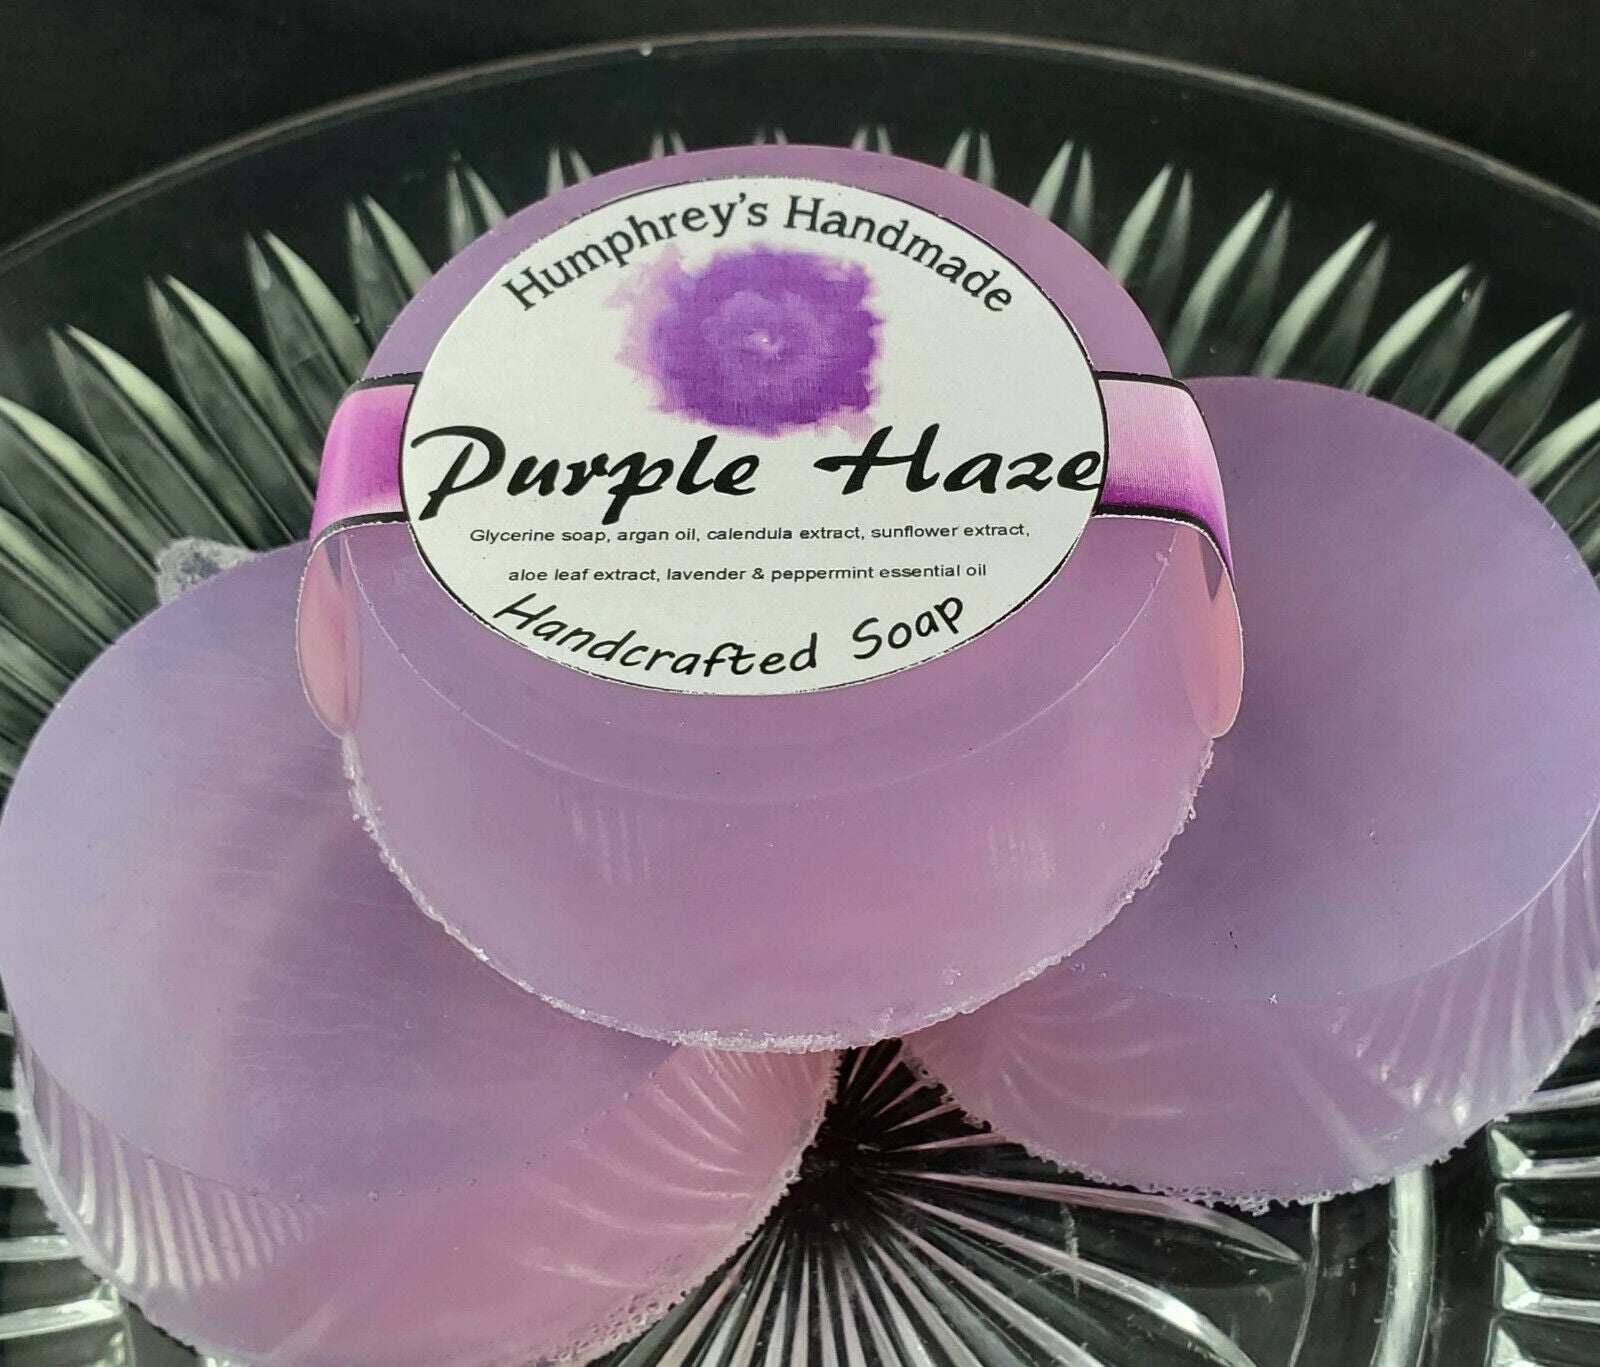 Humphrey's Handmade
Purple Haze
Glycerine soap, argan oil, calendula extract, sunflower extract,
aloe leaf extract, lavender & peppermint essential oil
Handcrafted Soap